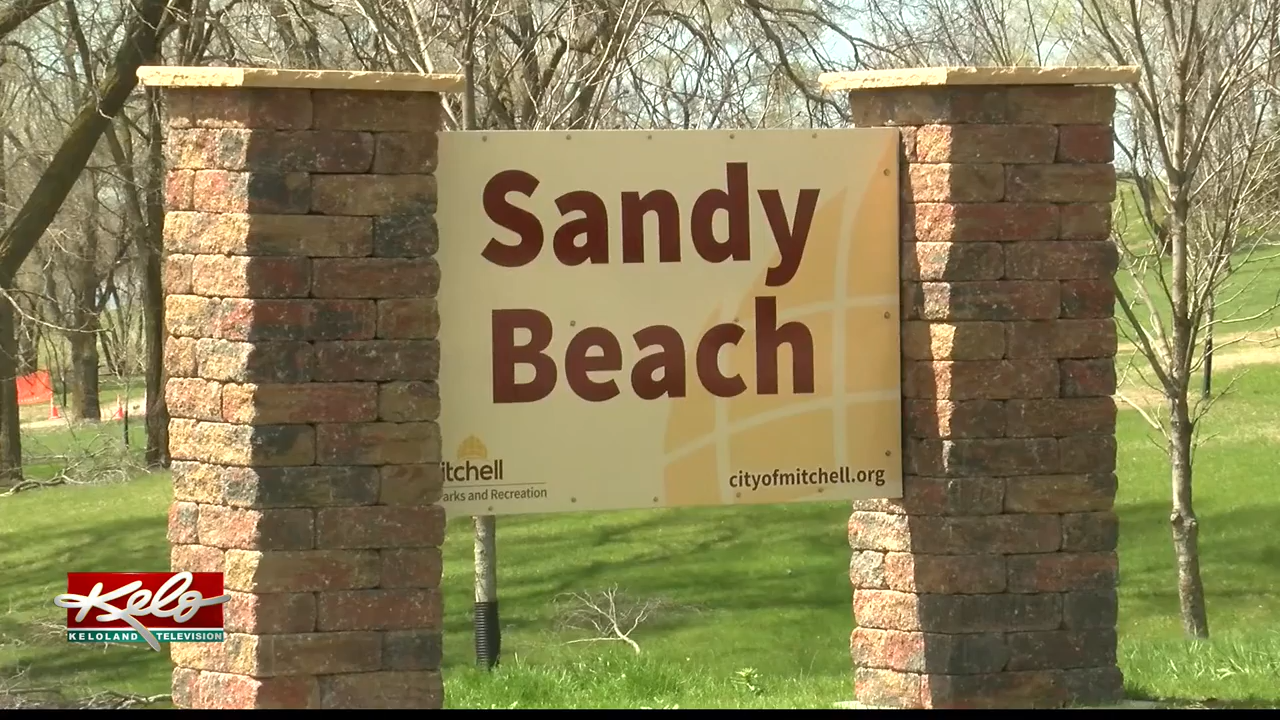 Sandy
Beach
itchell
arks and Recreation
cityofmitchell.org
Kelo
KELOLAND TELEVISION